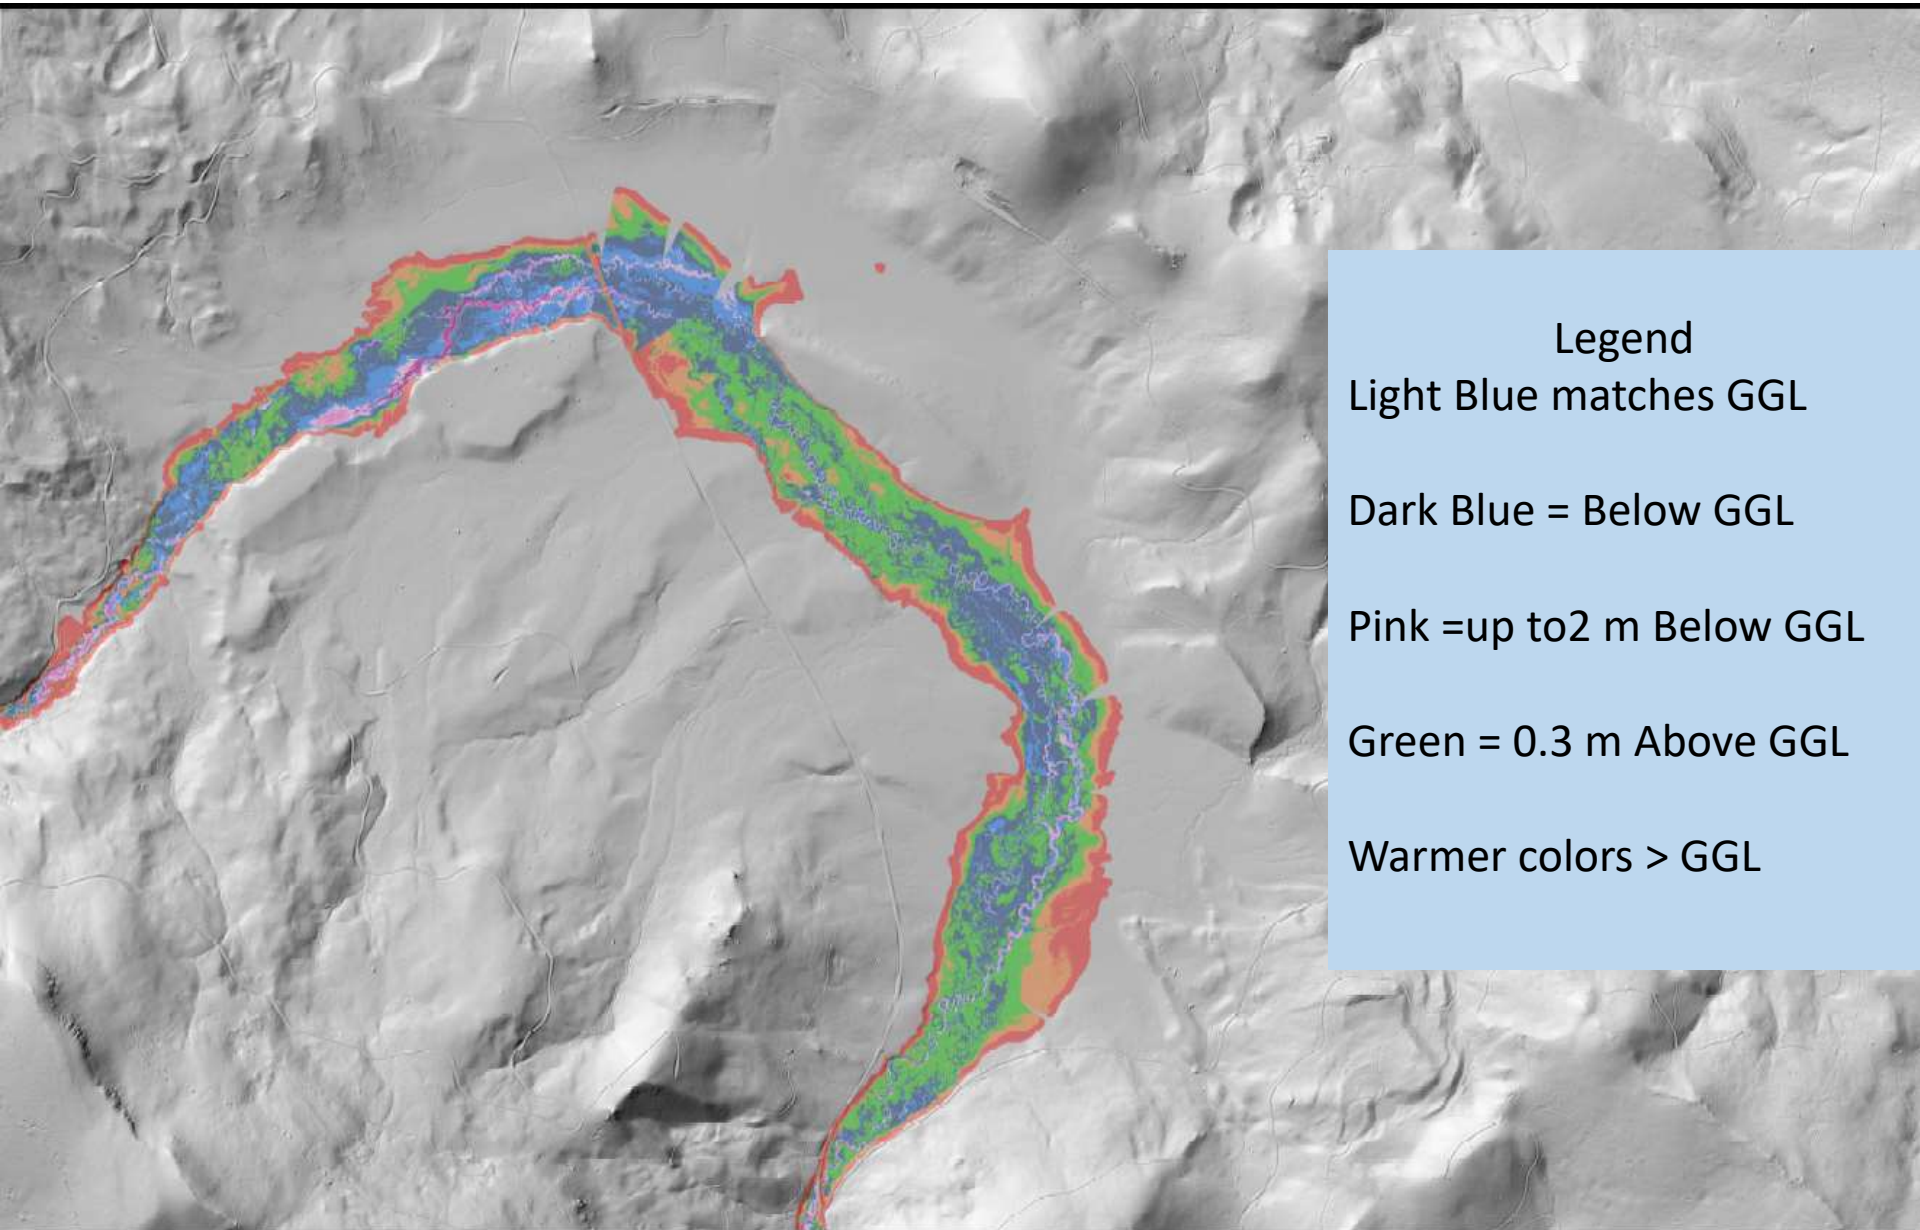 Legend
Light Blue matches GGL
Dark Blue = Below GGL
Pink =up to2 m Below GGL
Green = 0.3 m Above GGL
Warmer colors > GGL